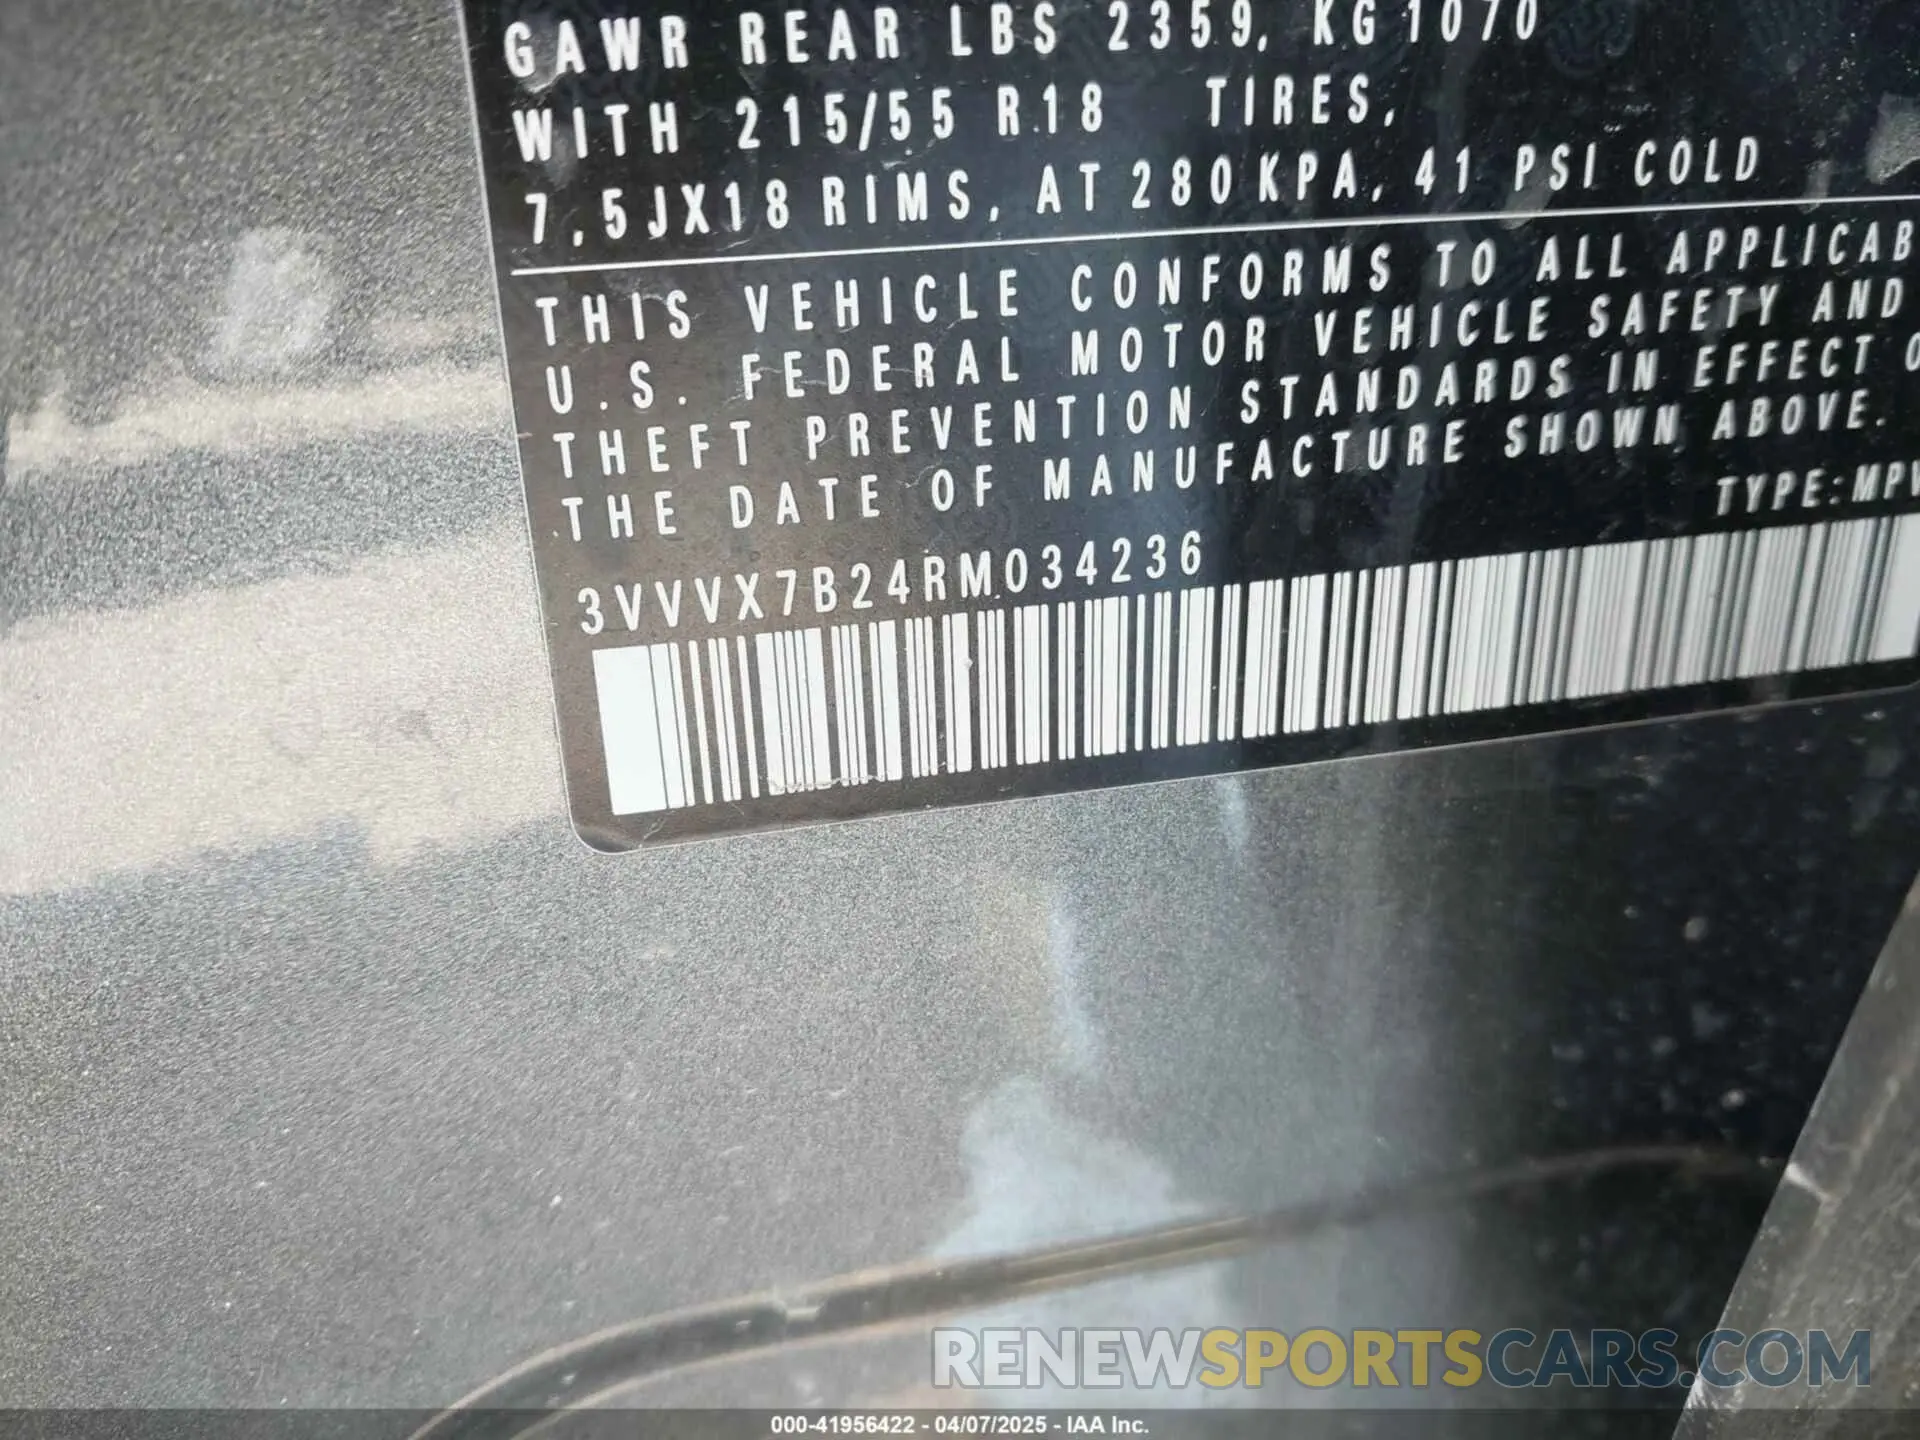 GAWR REAR LBS 2359, KG 1070
WITH 215/55 R18 TIRES,
7,5JX18 RIMS, AT 280 KPA, 41 PSI COLD
THIS VEHICLE CONFORMS TO ALL APPLICAB
U.S. FEDERAL MOTOR VEHICLE SAFETY AND
THEFT PREVENTION STANDARDS IN EFFECT O
THE DATE OF MANUFACTURE SHOWN ABOVE.
TYPE:MPV
3VVVX7B24RM034236
RENEWSPORTSCARS.COM
000-41956422 - 04/07/2025 - IAA Inc.